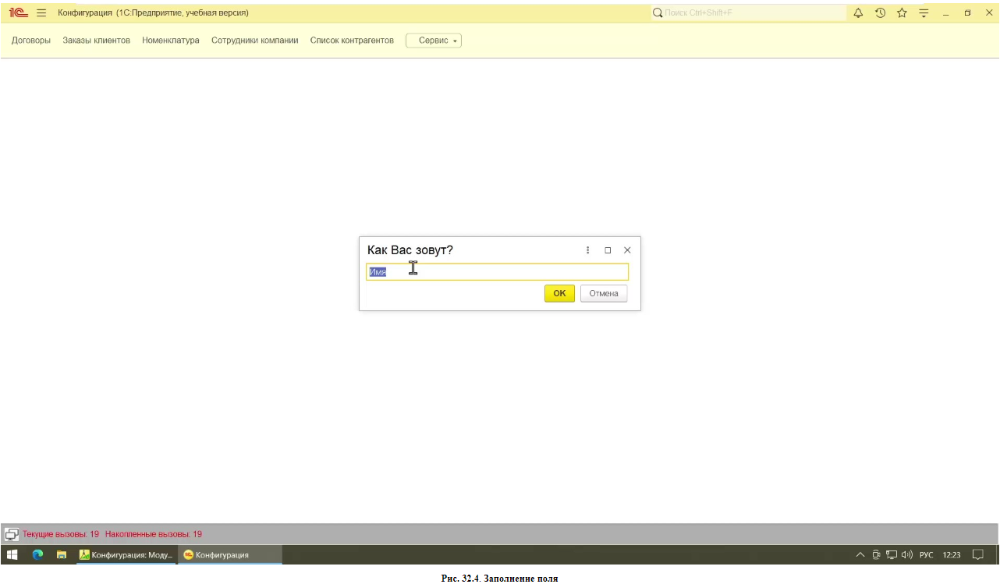 Конфигурация (1С:Предприятие, учебная версия)
Поиск Ctrl+Shift+F
Договоры Заказы клиентов Номенклатура Сотрудники компании Список контрагентов Сервис
Как Вас зовут?
Имя
ОК Отмена
Текущие вызовы: 19 Накопленные вызовы: 19
Конфигурация: Моду... Конфигурация РУС 12:23
Рис. 32.4. Заполнение поля